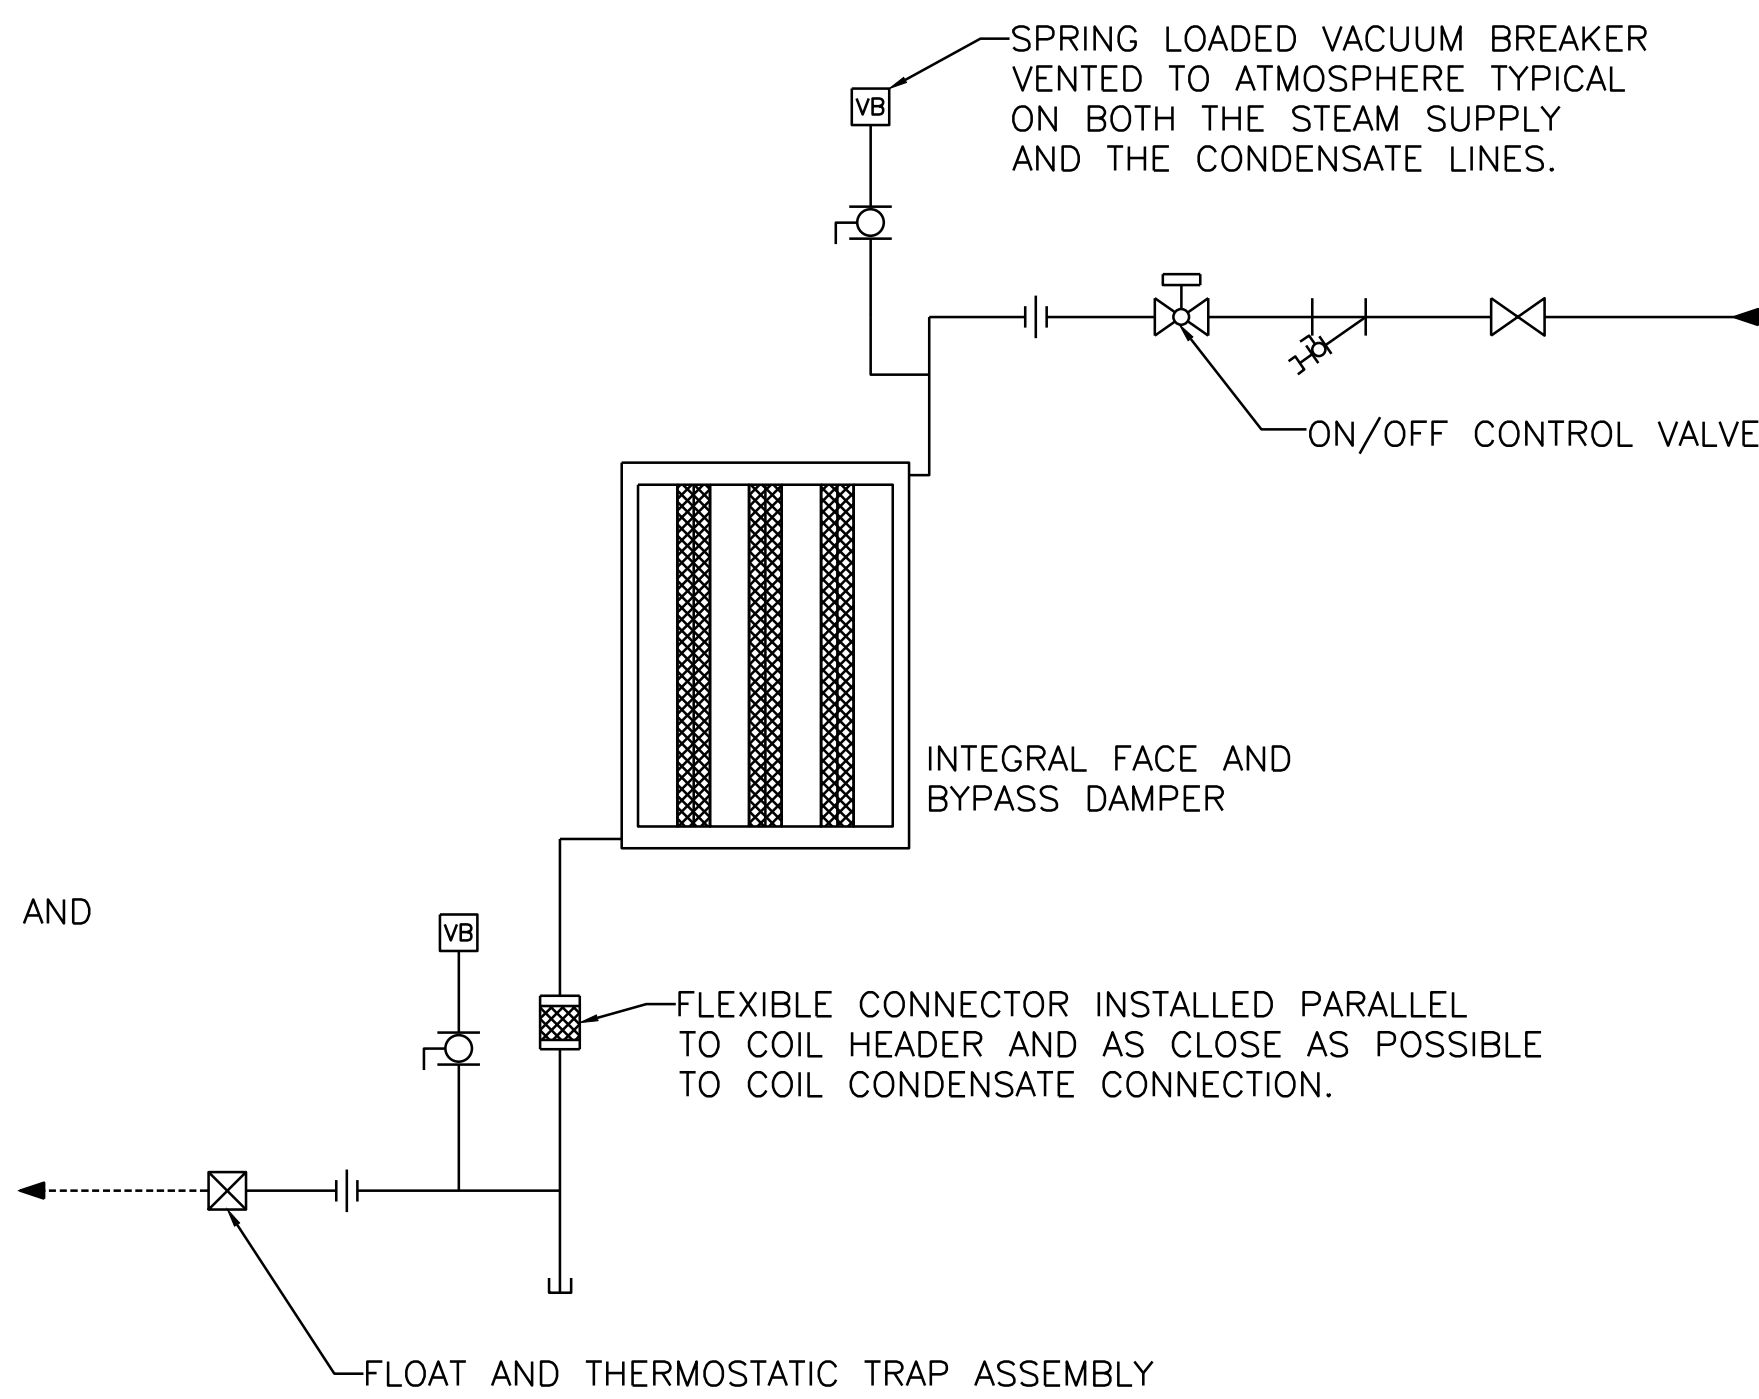 SPRING LOADED VACUUM BREAKER
VENTED TO ATMOSPHERE TYPICAL
ON BOTH THE STEAM SUPPLY
AND THE CONDENSATE LINES.
VB
ON/OFF CONTROL VALVE
INTEGRAL FACE AND
BYPASS DAMPER
AND
VB
FLEXIBLE CONNECTOR INSTALLED PARALLEL
TO COIL HEADER AND AS CLOSE AS POSSIBLE
TO COIL CONDENSATE CONNECTION.
FLOAT AND THERMOSTATIC TRAP ASSEMBLY